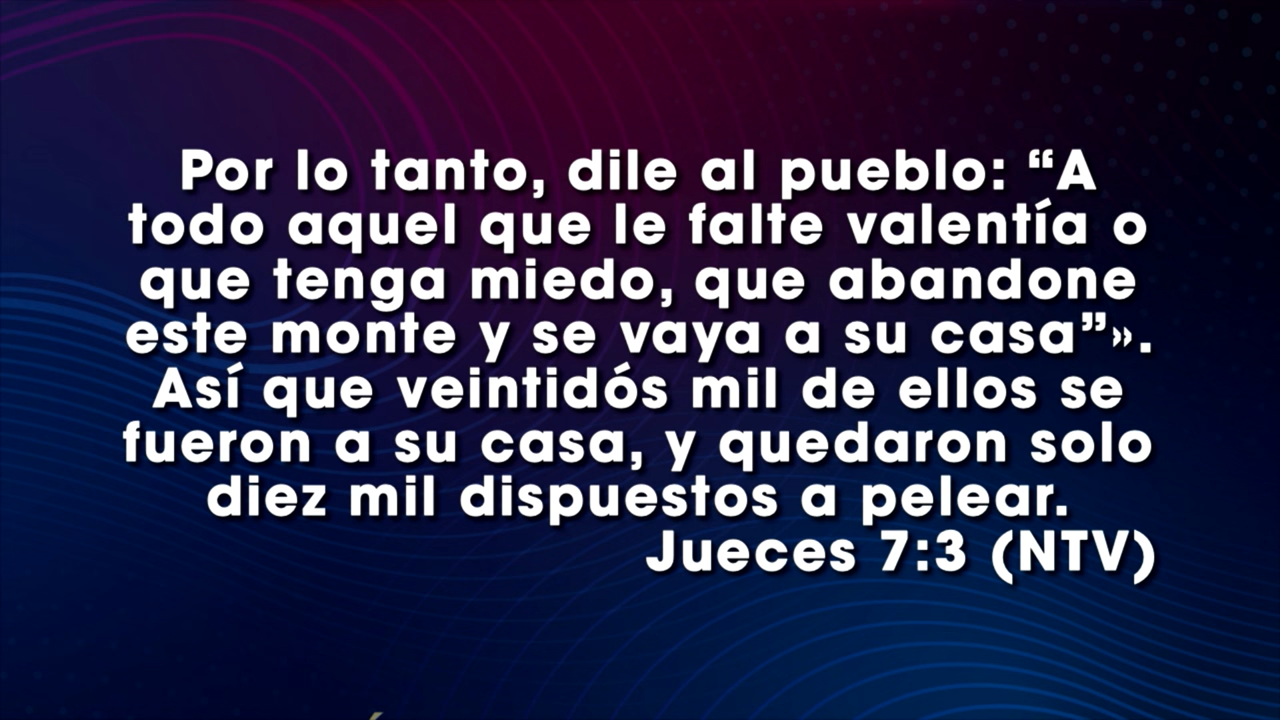 Por lo tanto, dile al pueblo: “A
todo aquel que le falte valentía o
que tenga miedo, que abandone
este monte y se vaya a su casa”».
Así que veintidós mil de ellos se
fueron a su casa, y quedaron solo
diez mil dispuestos a pelear.
Jueces 7:3 (NTV)